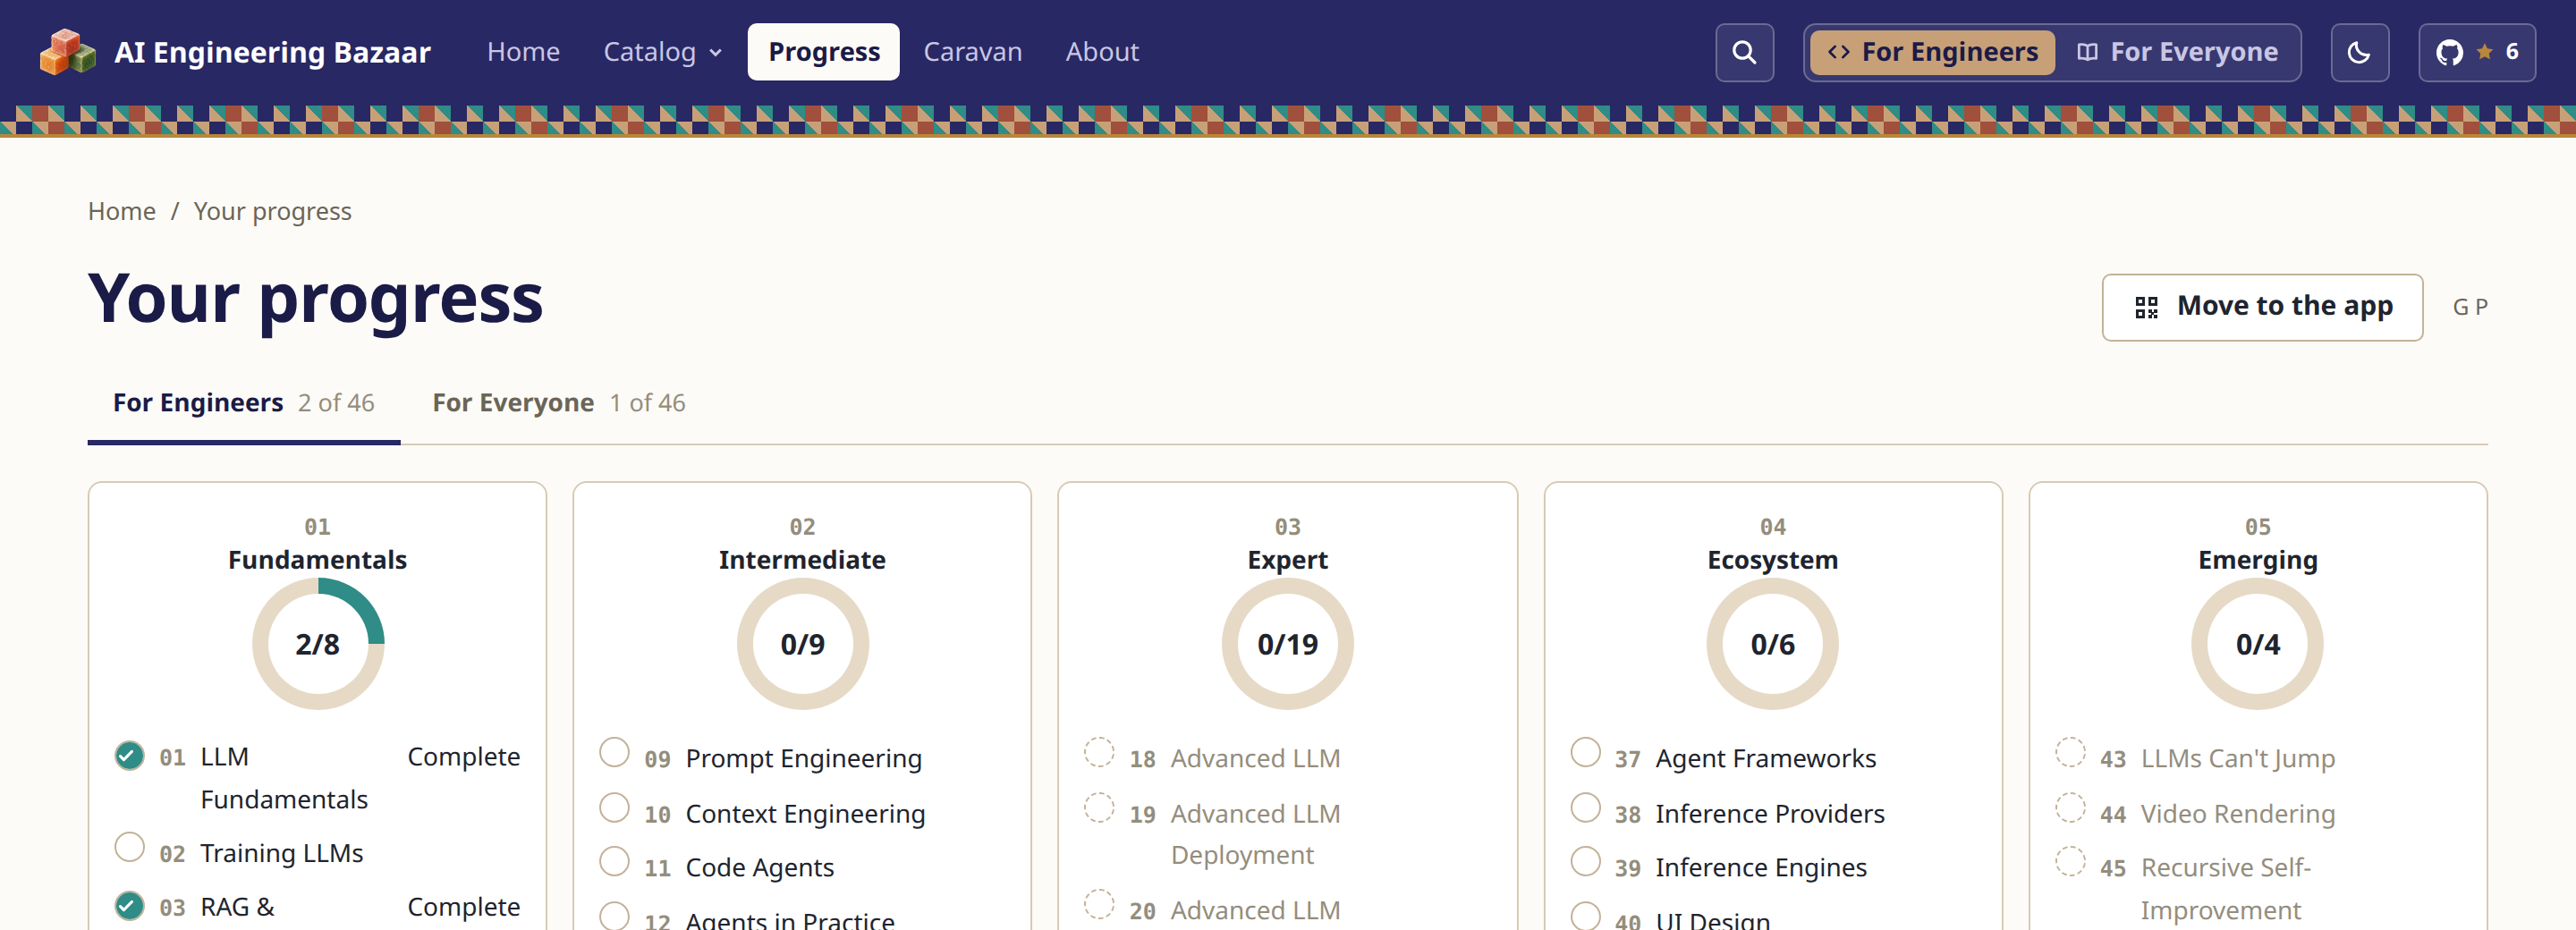 AI Engineering Bazaar
Home
Catalog
Progress
Caravan
About
For Engineers
For Everyone
6
Home / Your progress
Your progress
Move to the app
G P
For Engineers 2 of 46
For Everyone 1 of 46
01
Fundamentals
2/8
01 LLM Fundamentals Complete
02 Training LLMs
03 RAG & Complete
02
Intermediate
0/9
09 Prompt Engineering
10 Context Engineering
11 Code Agents
12 Agents in Practice
03
Expert
0/19
18 Advanced LLM
19 Advanced LLM
Deployment
20 Advanced LLM
04
Ecosystem
0/6
37 Agent Frameworks
38 Inference Providers
39 Inference Engines
40 UI Design
05
Emerging
0/4
43 LLMs Can't Jump
44 Video Rendering
45 Recursive Self-
Improvement